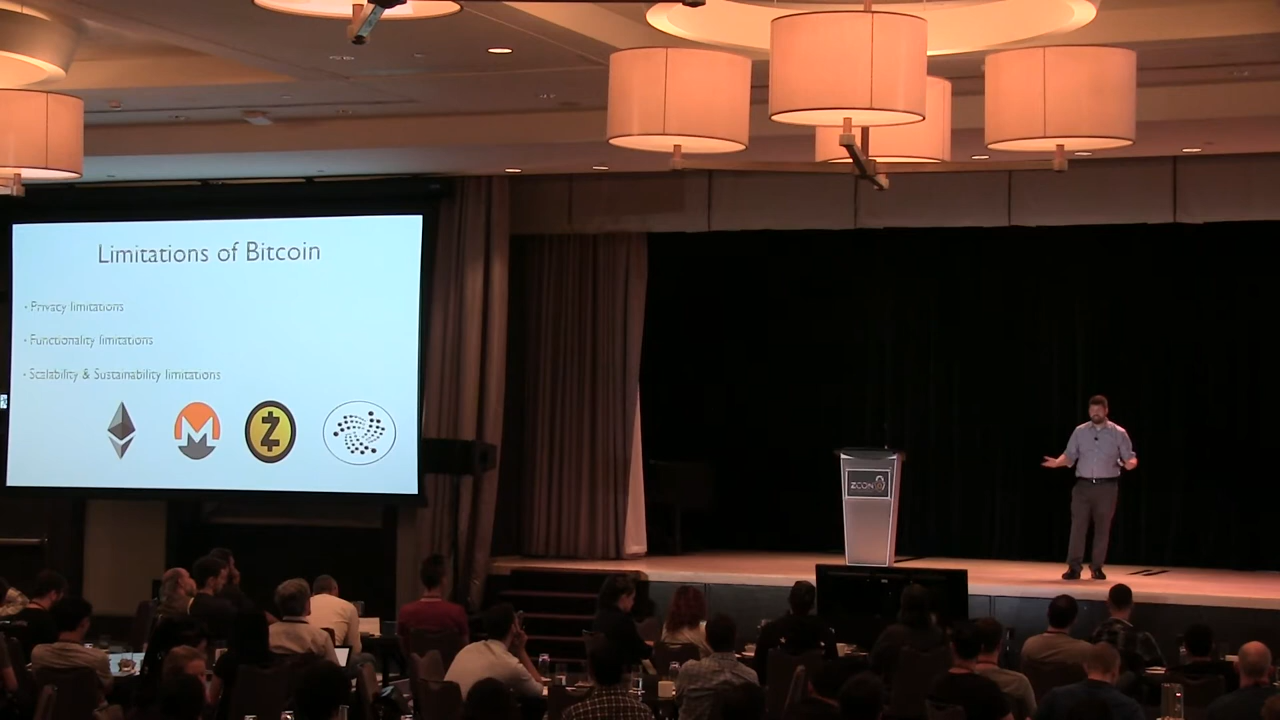 Limitations of Bitcoin
• Privacy limitations
• Functionality limitations
• Scalability & Sustainability limitations
ZCON